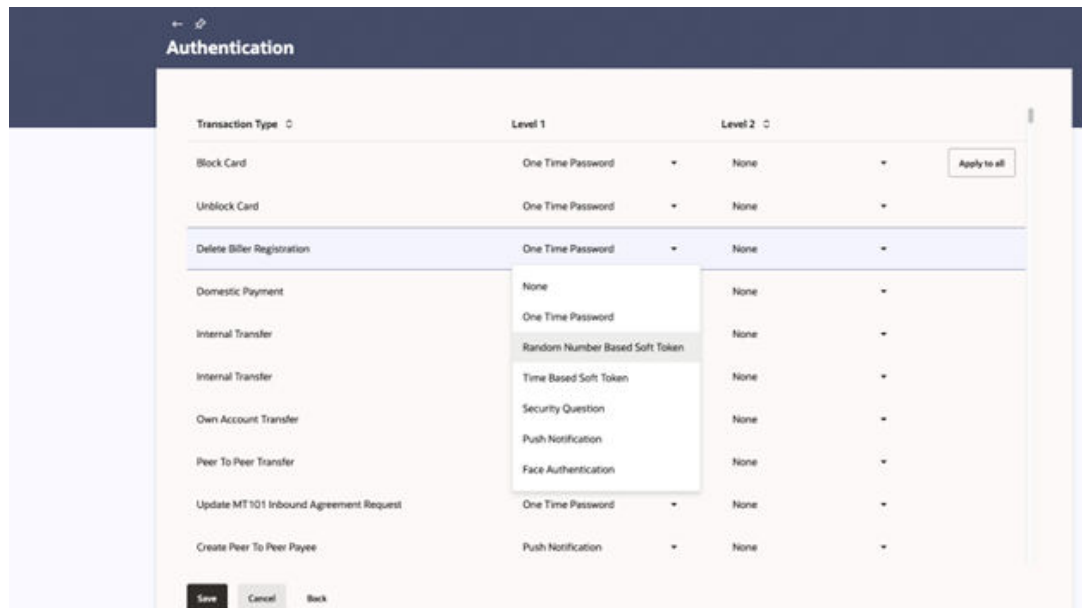 Authentication
Transaction Type Level 1 Level 2
Block Card One Time Password None Apply to all
Unblock Card One Time Password None
Delete Biller Registration One Time Password None
None
Domestic Payment None
One Time Password
Internal Transfer None
Random Number Based Soft Token
Internal Transfer None
Time Based Soft Token
Security Question
Own Account Transfer None
Push Notification
Peer To Peer Transfer None
Face Authentication
Update MT101 Inbound Agreement Request One Time Password None
Create Peer To Peer Payee Push Notification None
Save Cancel Back